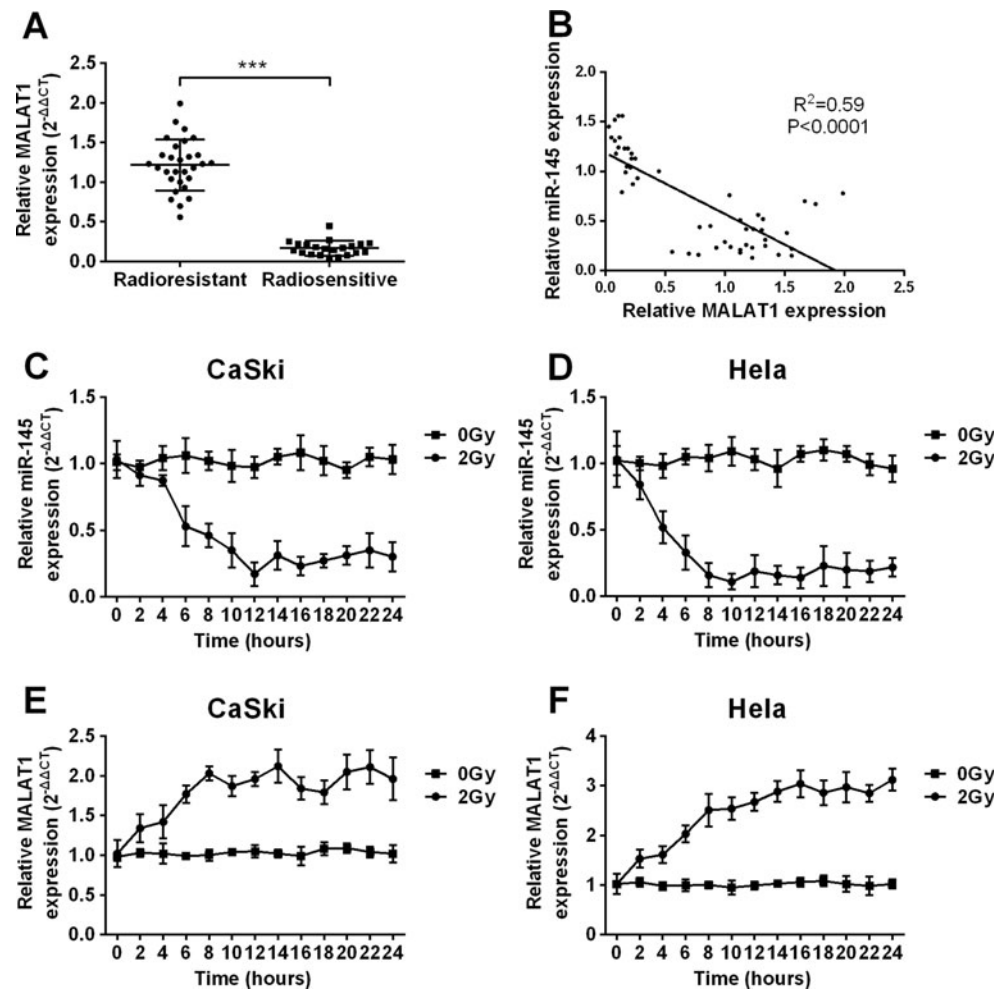 A
Relative MALAT1
expression (2-ΔΔCT)
2.5
2.0
1.5
1.0
0.5
0.0
***
Radioresistant
Radiosensitive
B
Relative miR-145 expression
2.0
1.5
1.0
0.5
0.0
R2=0.59
P<0.0001
0.0
0.5
1.0
1.5
2.0
2.5
Relative MALAT1 expression
C
CaSki
Relative miR-145
expression (2-ΔΔCT)
1.5
1.0
0.5
0.0
0Gy
2Gy
0 2 4 6 8 10 12 14 16 18 20 22 24
Time (hours)
D
Hela
Relative miR-145
expression (2-ΔΔCT)
1.5
1.0
0.5
0.0
0Gy
2Gy
0 2 4 6 8 10 12 14 16 18 20 22 24
Time (hours)
E
CaSki
Relative MALAT1
expression (2-ΔΔCT)
2.5
2.0
1.5
1.0
0.5
0.0
0Gy
2Gy
0 2 4 6 8 10 12 14 16 18 20 22 24
Time (hours)
F
Hela
Relative MALAT1
expression (2-ΔΔCT)
4
3
2
1
0
0Gy
2Gy
0 2 4 6 8 10 12 14 16 18 20 22 24
Time (hours)